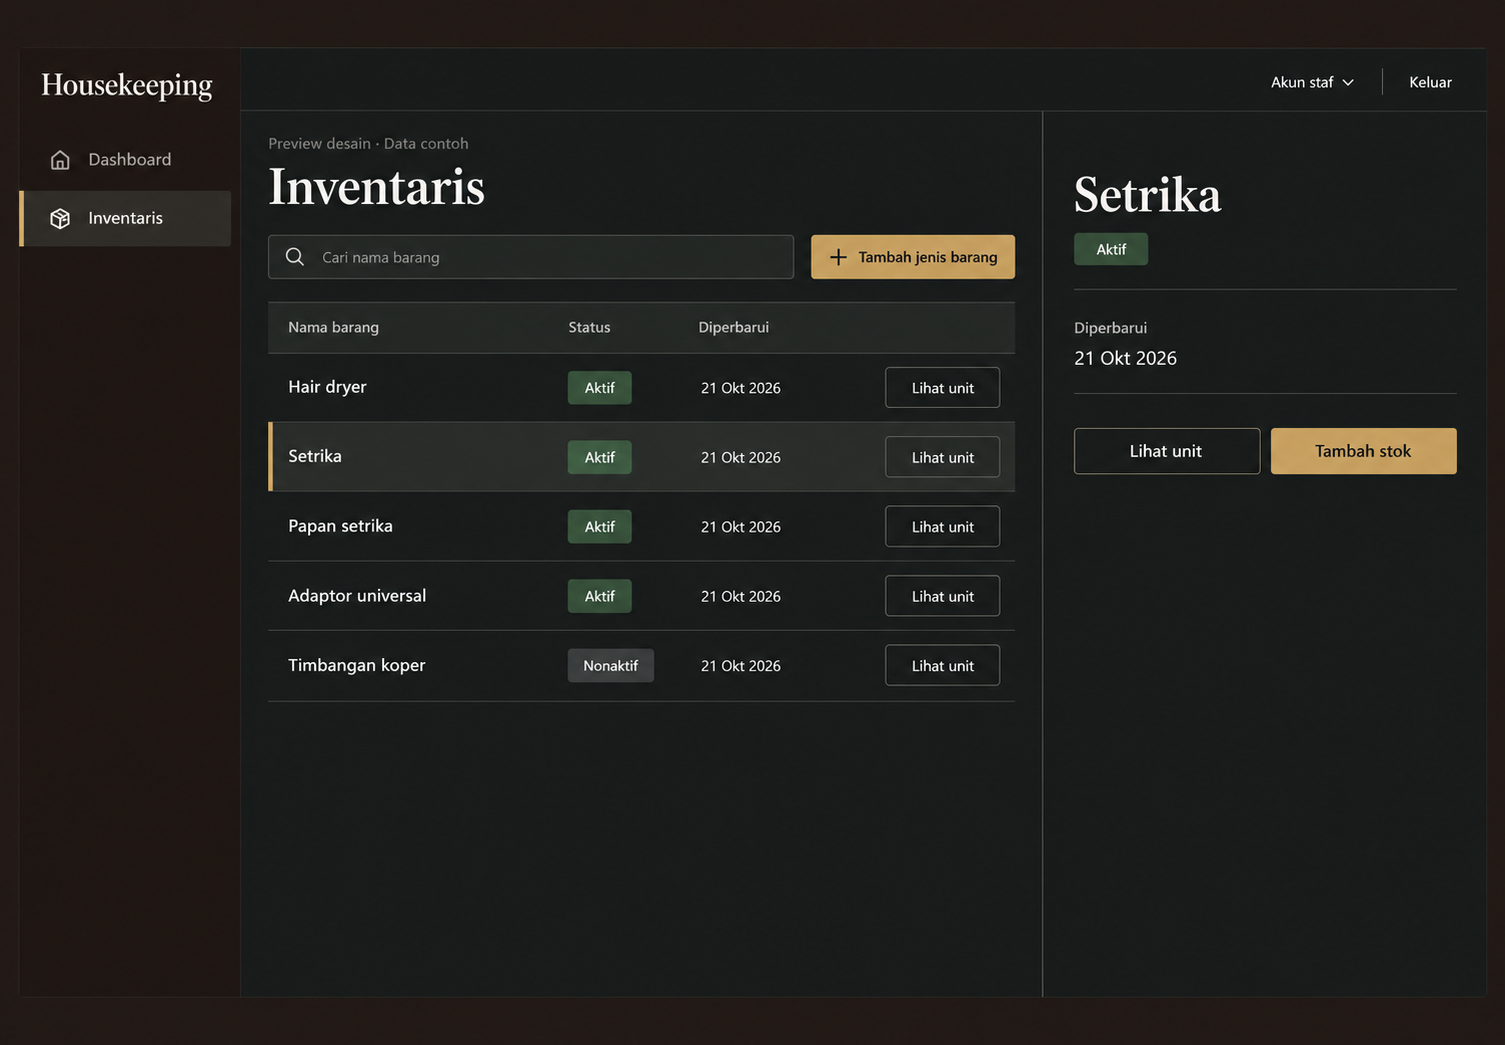 Housekeeping
Dashboard
Inventaris
Akun staf
Keluar
Preview desain · Data contoh
Inventaris
Cari nama barang
Tambah jenis barang
Nama barang Status Diperbarui
Hair dryer Aktif 21 Okt 2026 Lihat unit
Setrika Aktif 21 Okt 2026 Lihat unit
Papan setrika Aktif 21 Okt 2026 Lihat unit
Adaptor universal Aktif 21 Okt 2026 Lihat unit
Timbangan koper Nonaktif 21 Okt 2026 Lihat unit
Setrika
Aktif
Diperbarui
21 Okt 2026
Lihat unit Tambah stok